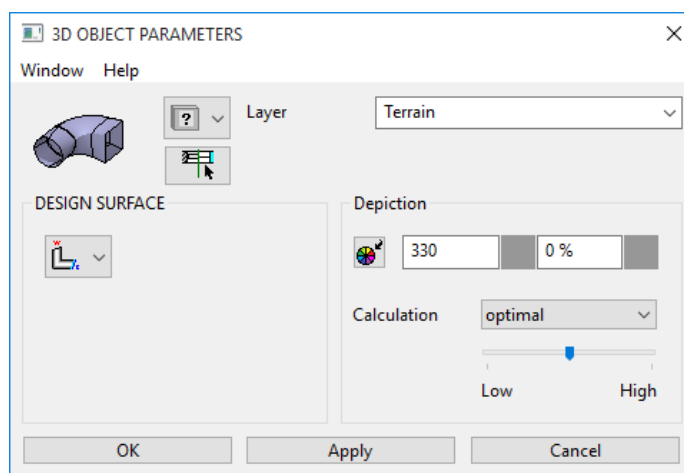 3D OBJECT PARAMETERS
Window Help
Layer Terrain
?
DESIGN SURFACE
Depiction
330 0 %
Calculation optimal
Low High
OK Apply Cancel